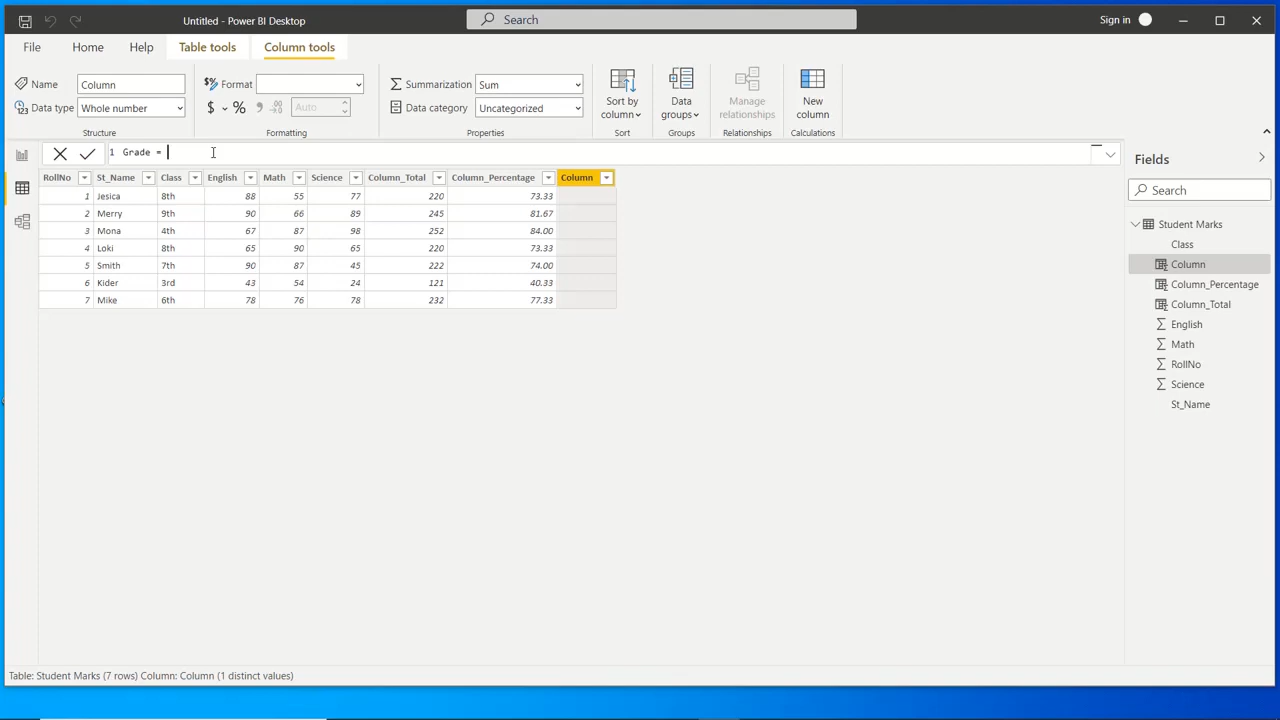 Untitled - Power BI Desktop
Search
Sign in
File
Home
Help
Table tools
Column tools
Name
Column
Format
Summarization
Sum
Data type
Whole number
$
%
Auto
Data category
Uncategorized
Sort by column
Data groups
Manage relationships
New column
Structure
Formatting
Properties
Sort
Groups
Relationships
Calculations
1 Grade =
RollNo St_Name Class English Math Science Column_Total Column_Percentage Column
1 Jesica 8th 88 55 77 220 73.33
2 Merry 9th 90 66 89 245 81.67
3 Mona 4th 67 87 98 252 84.00
4 Loki 8th 65 90 65 220 73.33
5 Smith 7th 90 87 45 222 74.00
6 Kider 3rd 43 54 24 121 40.33
7 Mike 6th 78 76 78 232 77.33
Fields
Search
Student Marks
Class
Column
Column_Percentage
Column_Total
English
Math
RollNo
Science
St_Name
Table: Student Marks (7 rows) Column: Column (1 distinct values)